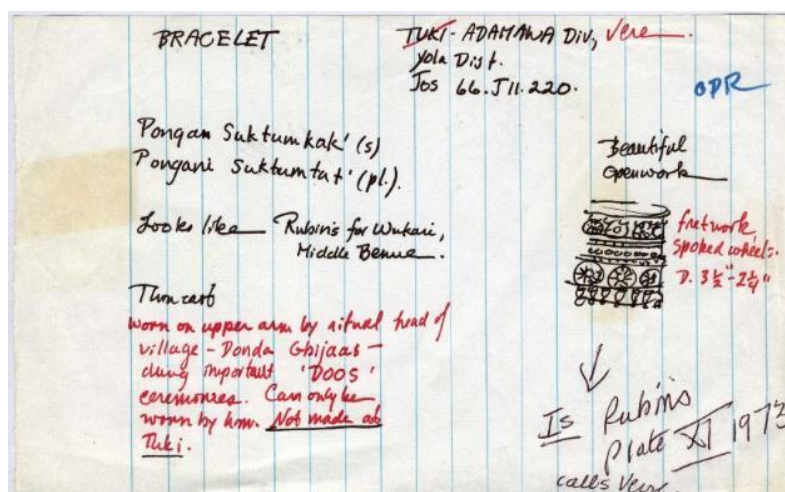 BRACELET
TUKI - ADAMAWA Div, Vere.
Yola Dist.
Jos 66.J11.220.
OPR
Pongan Suktumkak' (s)
Pongani Suktumtat' (pl.).
Beautiful
Openwork
Looks like Rubin's for Wukari,
Middle Benue.
fretwork,
spoked wheels.
D. 3½"-2¼"
Thin cast
worn on upper arm by ritual head of
village - Donda Gbijaas -
during important 'DOOS'
ceremonies. Can only be
worn by him. Not made at
Tuki.
Is Rubin's
Plate XI 1973
calls Vere